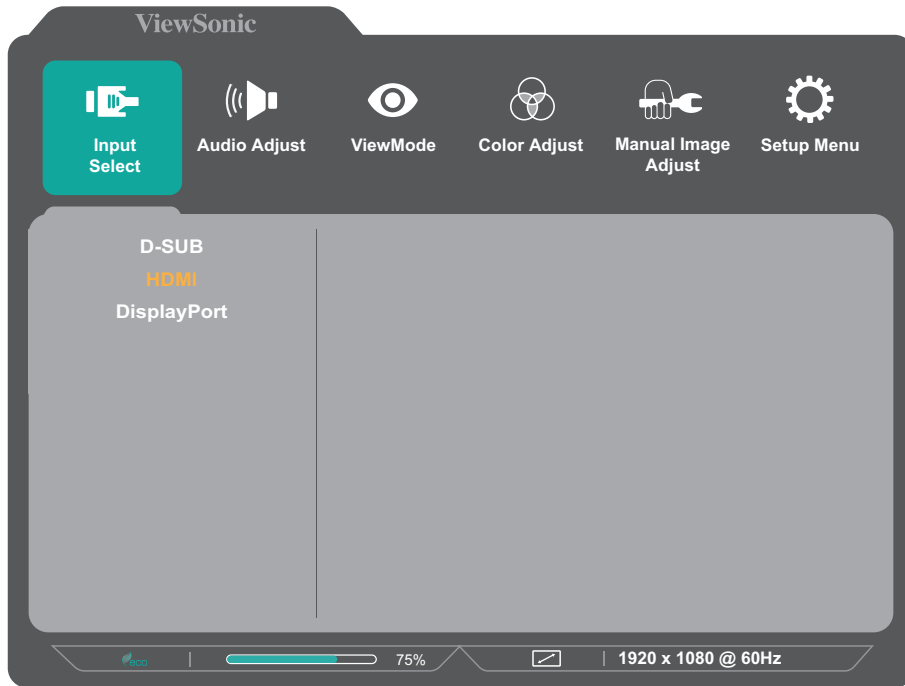 ViewSonic
Input
Select
Audio Adjust
ViewMode
Color Adjust
Manual Image
Adjust
Setup Menu
D-SUB
HDMI
DisplayPort
eco
75%
1920 x 1080 @ 60Hz